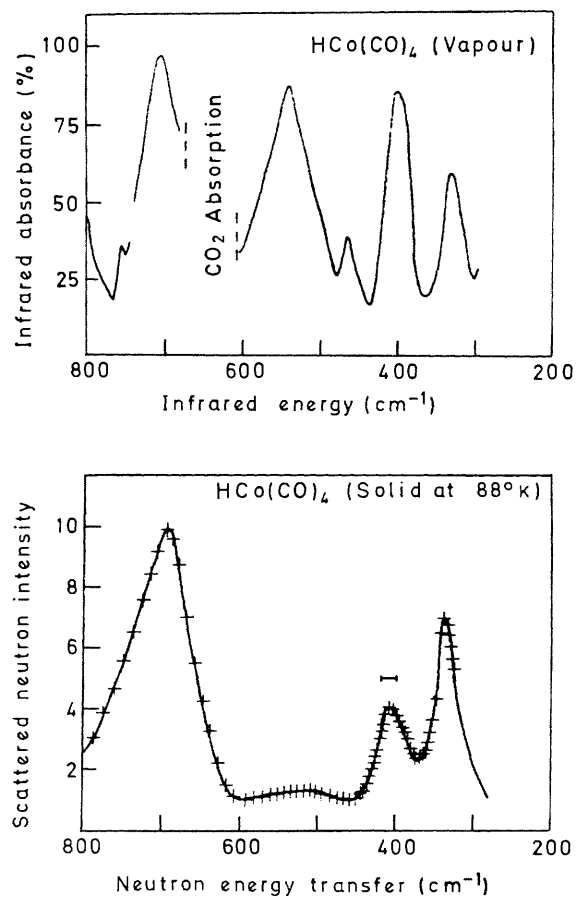 HCo(CO)₄ (Vapour)
Infrared absorbance (%)
100
75
50
25
CO₂ Absorption
800
600
400
200
Infrared energy (cm⁻¹)
HCo(CO)₄ (Solid at 88°K)
Scattered neutron intensity
10
8
6
4
2
800
600
400
200
Neutron energy transfer (cm⁻¹)